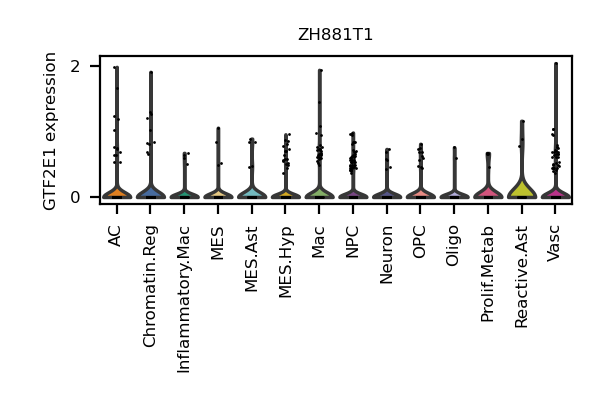 ZH881T1
GTF2E1 expression
2
0
AC
Chromatin.Reg
Inflammatory.Mac
MES
MES.Ast
MES.Hyp
Mac
NPC
Neuron
OPC
Oligo
Prolif.Metab
Reactive.Ast
Vasc